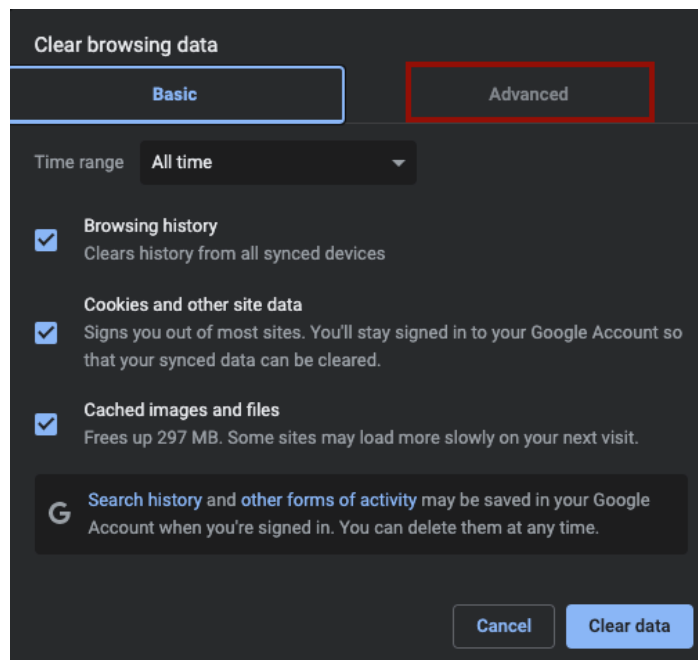 Clear browsing data
Basic
Advanced
Time range
All time
Browsing history
Clears history from all synced devices
Cookies and other site data
Signs you out of most sites. You'll stay signed in to your Google Account so
that your synced data can be cleared.
Cached images and files
Frees up 297 MB. Some sites may load more slowly on your next visit.
G
Search history and other forms of activity may be saved in your Google
Account when you're signed in. You can delete them at any time.
Cancel
Clear data